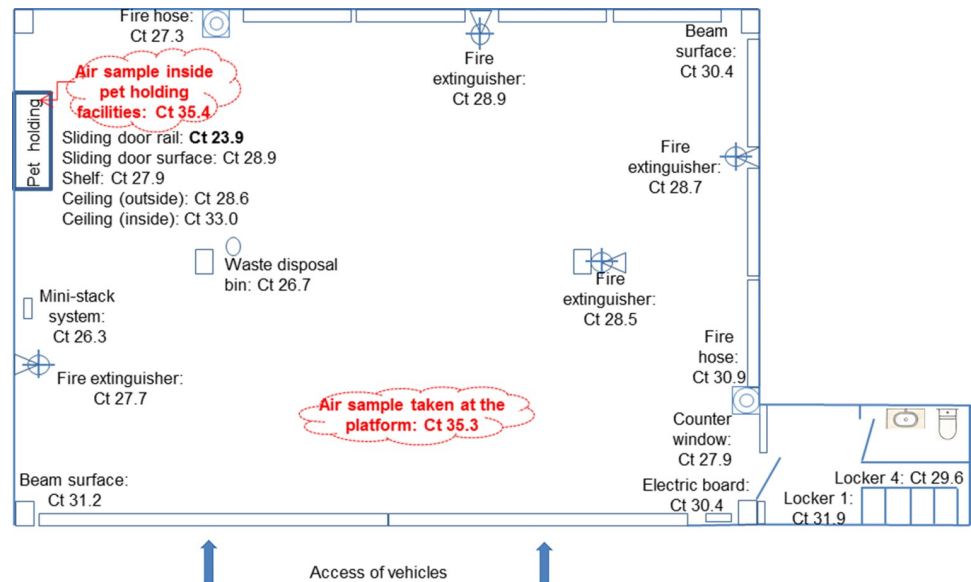 Fire hose:
Ct 27.3
Fire
extinguisher:
Ct 28.9
Beam
surface:
Ct 30.4
Air sample inside
pet holding
facilities: Ct 35.4
Pet holding
Sliding door rail: Ct 23.9
Sliding door surface: Ct 28.9
Shelf: Ct 27.9
Ceiling (outside): Ct 28.6
Ceiling (inside): Ct 33.0
Fire
extinguisher:
Ct 28.7
Waste disposal
bin: Ct 26.7
Fire
extinguisher:
Ct 28.5
Mini-stack
system:
Ct 26.3
Fire extinguisher:
Ct 27.7
Fire
hose:
Ct 30.9
Air sample taken at the
platform: Ct 35.3
Counter
window:
Ct 27.9
Beam surface:
Ct 31.2
Electric board:
Ct 30.4
Locker 4: Ct 29.6
Locker 1:
Ct 31.9
Access of vehicles